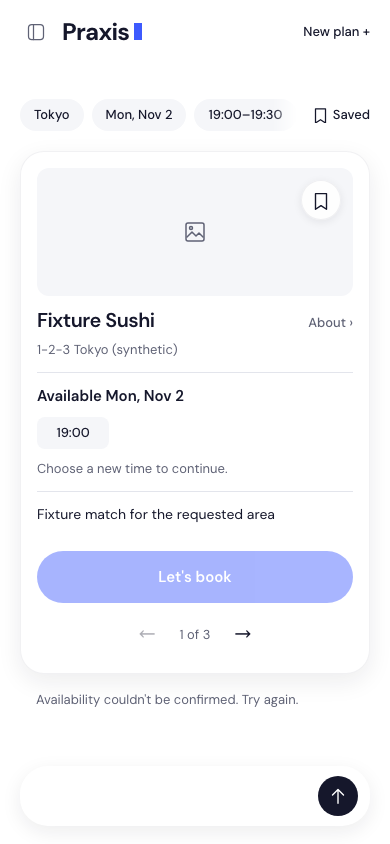 Praxis
New plan +
Tokyo
Mon, Nov 2
19:00–19:30
Saved
Fixture Sushi
About ›
1-2-3 Tokyo (synthetic)
Available Mon, Nov 2
19:00
Choose a new time to continue.
Fixture match for the requested area
Let's book
← 1 of 3 →
Availability couldn't be confirmed. Try again.